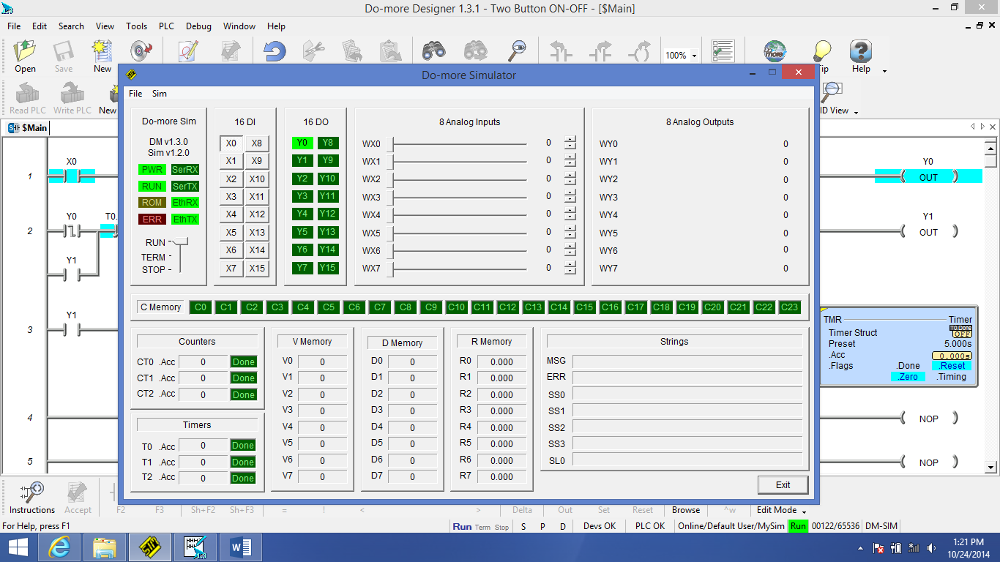 Do-more Designer 1.3.1 - Two Button ON-OFF - [$Main]
File Edit Search View Tools PLC Debug Window Help
Open Save New 100% Help
Read PLC Write PLC New
$Main
Do-more Simulator
File Sim
Do-more Sim
DM v1.3.0
Sim v1.2.0
PWR SerRX
RUN SerTX
ROM EthRX
ERR EthTX
RUN
TERM
STOP
16 DI
X0 X8
X1 X9
X2 X10
X3 X11
X4 X12
X5 X13
X6 X14
X7 X15
16 DO
Y0 Y8
Y1 Y9
Y2 Y10
Y3 Y11
Y4 Y12
Y5 Y13
Y6 Y14
Y7 Y15
8 Analog Inputs
WX0 0
WX1 0
WX2 0
WX3 0
WX4 0
WX5 0
WX6 0
WX7 0
8 Analog Outputs
WY0 0
WY1 0
WY2 0
WY3 0
WY4 0
WY5 0
WY6 0
WY7 0
C Memory C0 C1 C2 C3 C4 C5 C6 C7 C8 C9 C10 C11 C12 C13 C14 C15 C16 C17 C18 C19 C20 C21 C22 C23
Counters
CT0 .Acc 0 Done
CT1 .Acc 0 Done
CT2 .Acc 0 Done
Timers
T0 .Acc 0 Done
T1 .Acc 0 Done
T2 .Acc 0 Done
V Memory
V0 0
V1 0
V2 0
V3 0
V4 0
V5 0
V6 0
V7 0
D Memory
D0 0
D1 0
D2 0
D3 0
D4 0
D5 0
D6 0
D7 0
R Memory
R0 0.000
R1 0.000
R2 0.000
R3 0.000
R4 0.000
R5 0.000
R6 0.000
R7 0.000
Strings
MSG
ERR
SS0
SS1
SS2
SS3
SL0
Exit
X0
1
Y0 T0.
2
Y1
Y1
3
4
5
ID View
Y0
OUT
Y1
OUT
TMR Timer
Timer Struct T0.Done OFF
Preset 5.000s
.Acc 0.000s
.Flags .Done .Reset
.Zero .Timing
NOP
NOP
Instructions Accept F2 F3 Sh+F2 Sh+F3 = ! < > Delta Out Set Reset Browse ^w Edit Mode
For Help, press F1 Run Term Stop S P D Devs OK PLC OK Online/Default User/MySim Run 00122/65536 DM-SIM
1:21 PM
10/24/2014